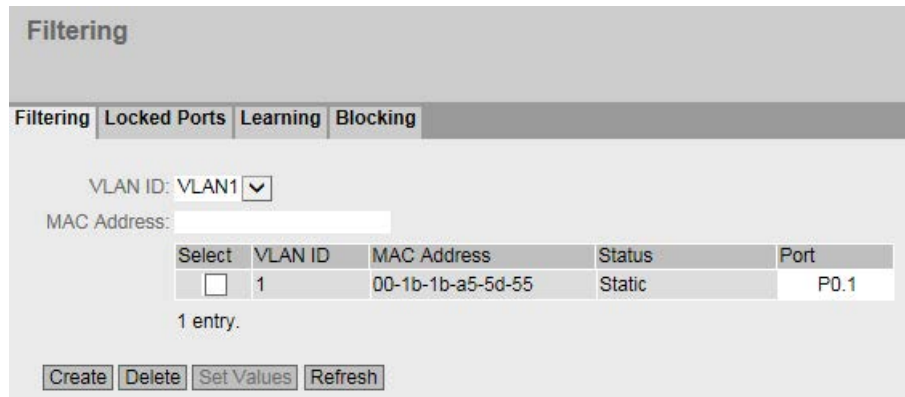 Filtering
Filtering Locked Ports Learning Blocking
VLAN ID: VLAN1
MAC Address:
Select VLAN ID MAC Address Status Port
1 00-1b-1b-a5-5d-55 Static P0.1
1 entry.
Create Delete Set Values Refresh